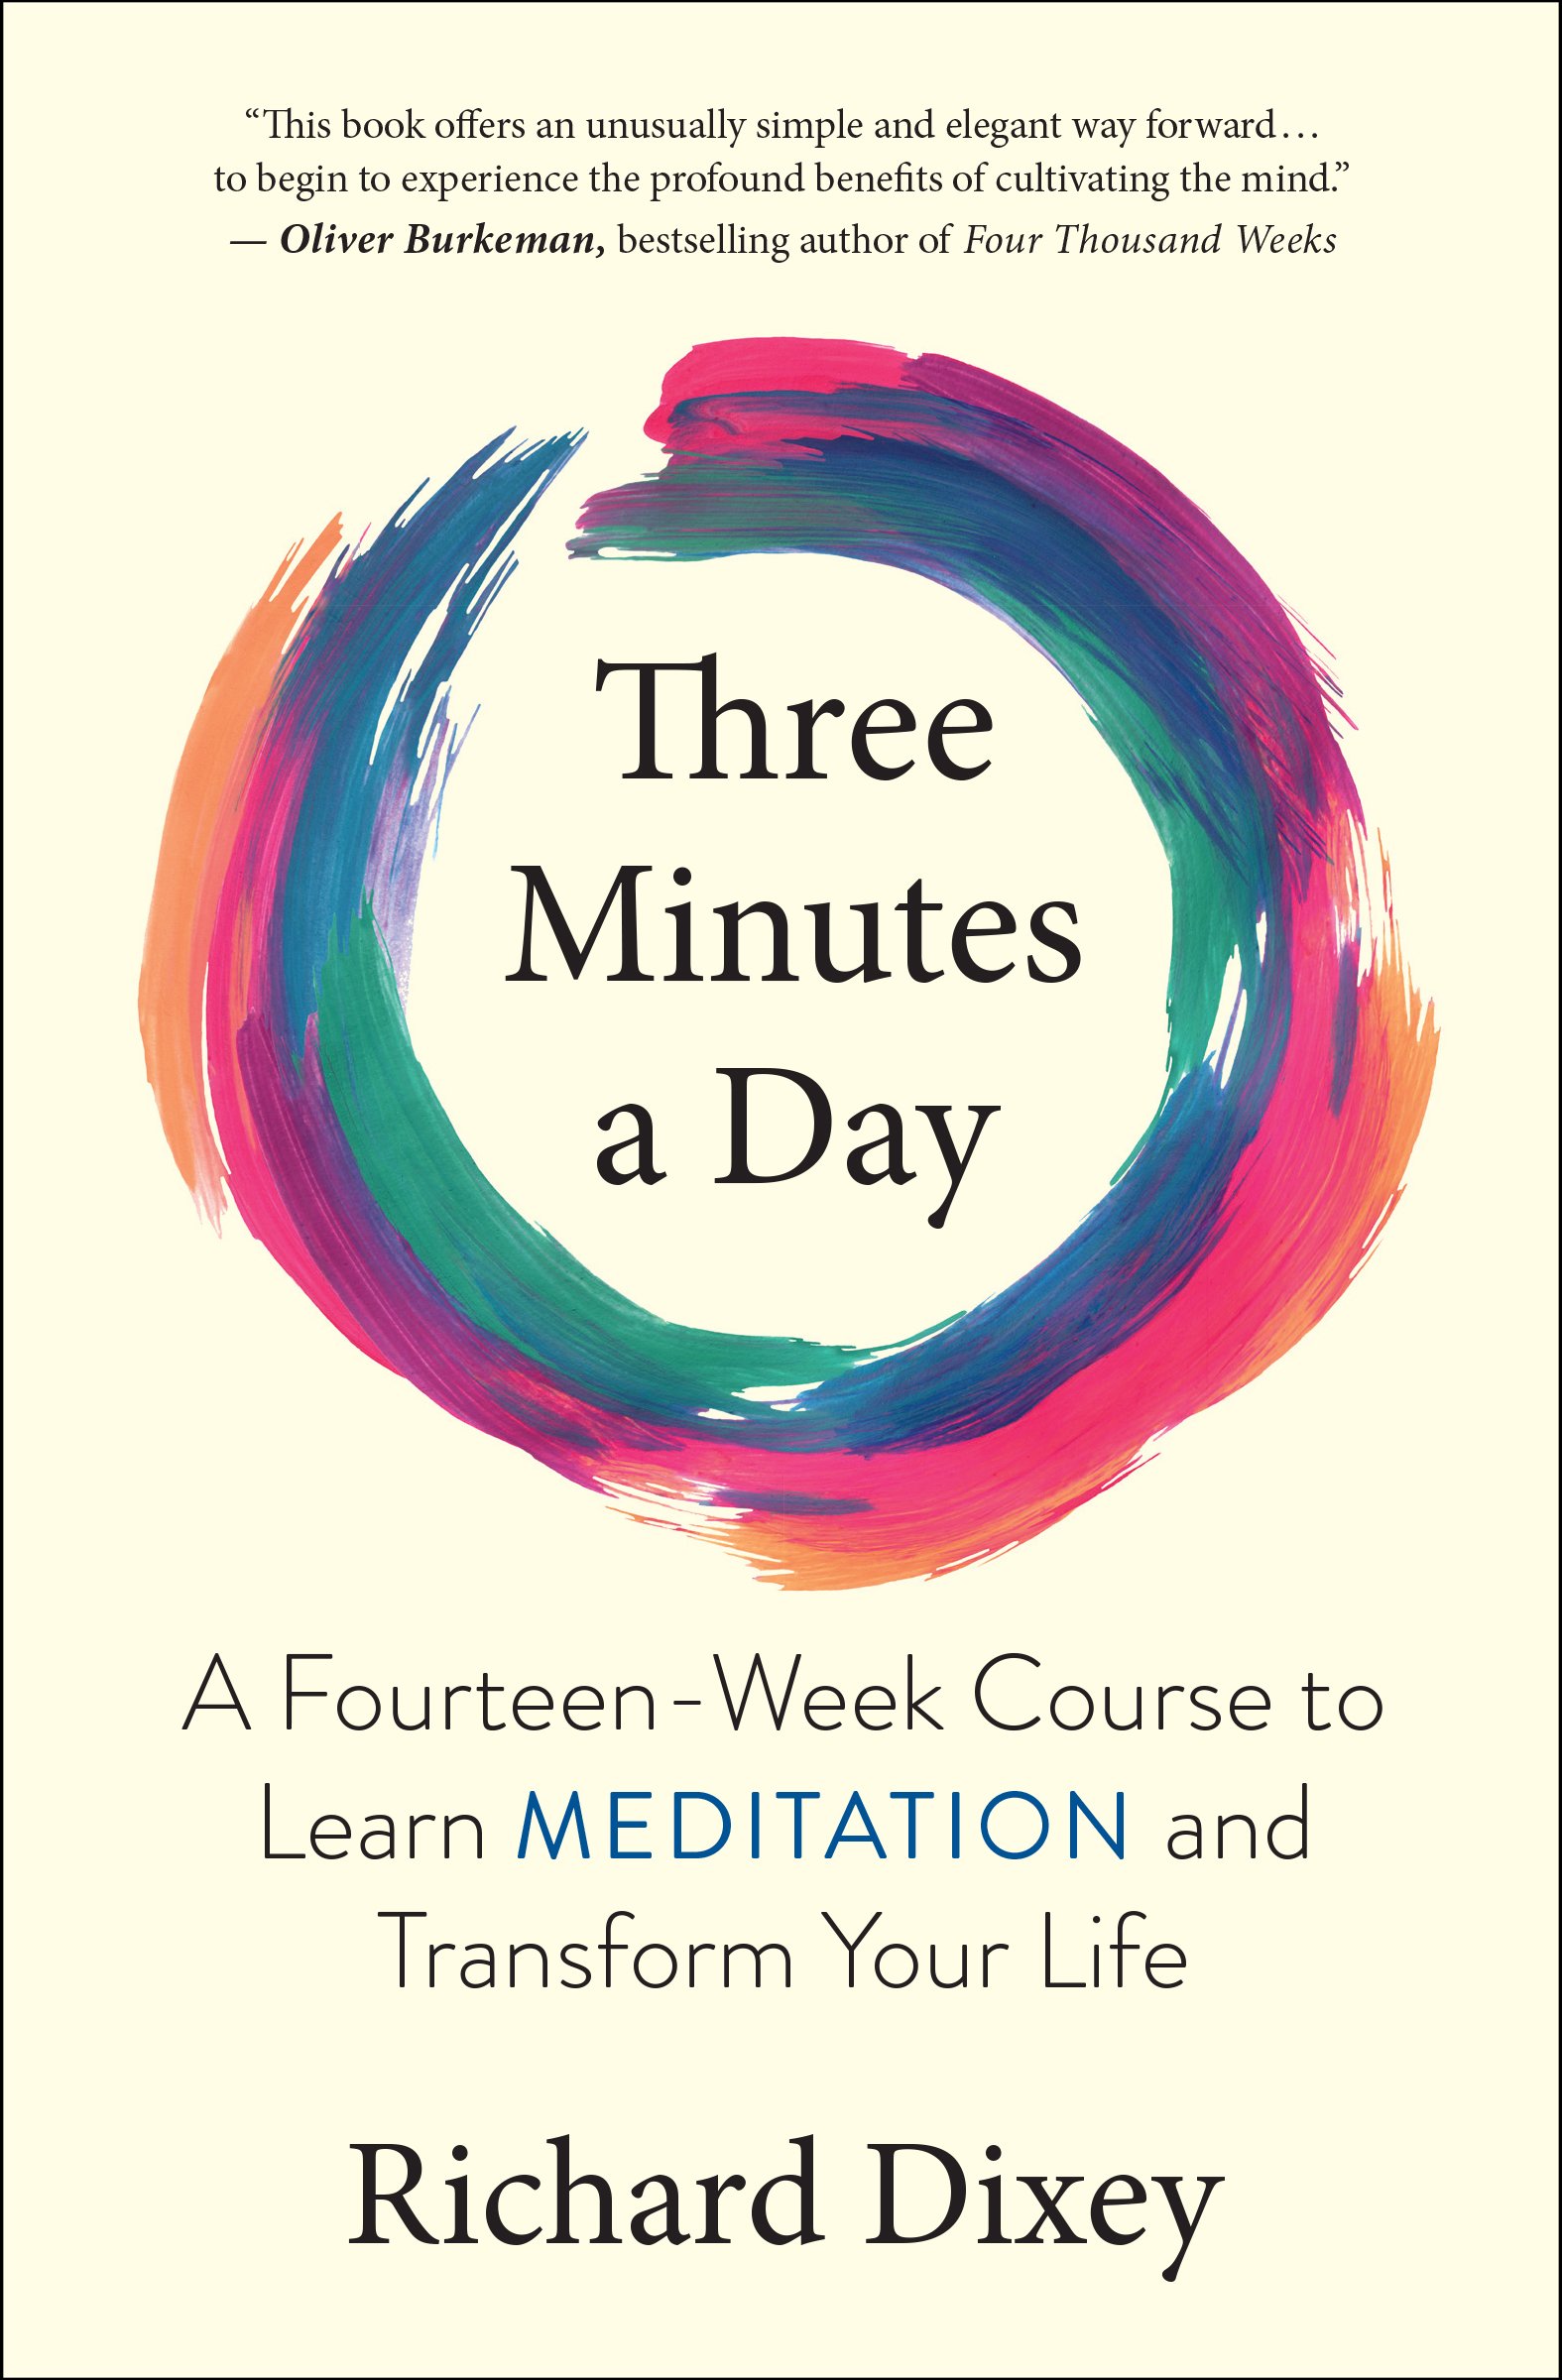 “This book offers an unusually simple and elegant way forward…
to begin to experience the profound benefits of cultivating the mind.”
— Oliver Burkeman, bestselling author of Four Thousand Weeks
Three
Minutes
a Day
A Fourteen-Week Course to
Learn MEDITATION and
Transform Your Life
Richard Dixey